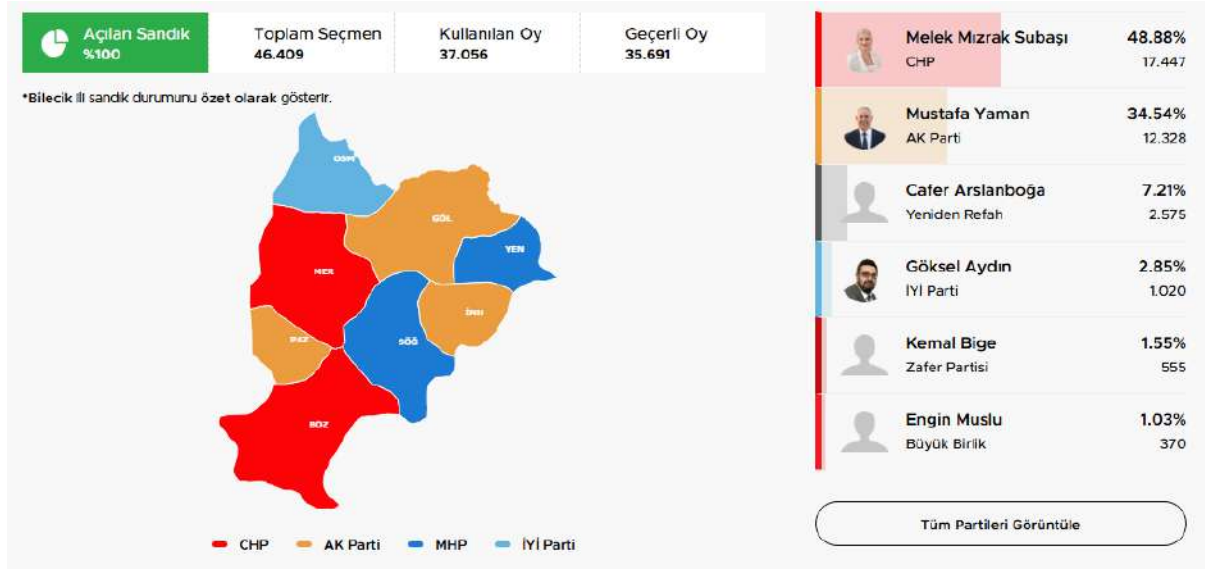 Açılan Sandık
%100
Toplam Seçmen
46.409
Kullanılan Oy
37.056
Geçerli Oy
35.691
*Bilecik ili sandık durumunu özet olarak gösterir.
OSM
GÖL
YEN
MER
İNH
PAZ
SÖĞ
BOZ
CHP
AK Parti
MHP
İYİ Parti
Melek Mızrak Subaşı
48.88%
CHP
17.447
Mustafa Yaman
34.54%
AK Parti
12.328
Cafer Arslanboğa
7.21%
Yeniden Refah
2.575
Göksel Aydın
2.85%
İYİ Parti
1.020
Kemal Bige
1.55%
Zafer Partisi
555
Engin Muslu
1.03%
Büyük Birlik
370
Tüm Partileri Görüntüle